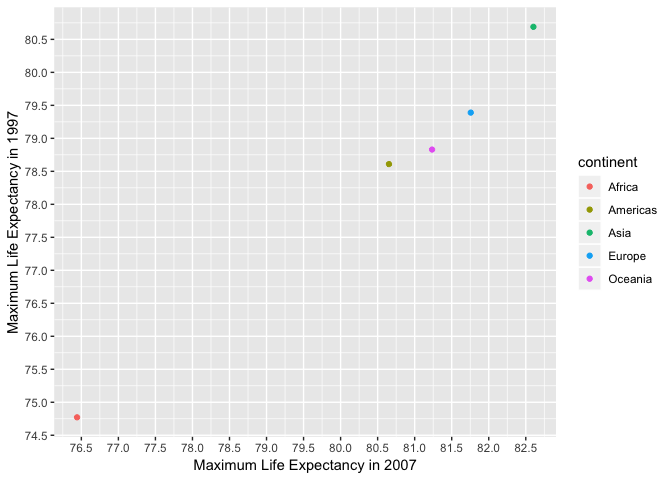 80.5
80.0
79.5
79.0
78.5
78.0
77.5
77.0
76.5
76.0
75.5
75.0
74.5
Maximum Life Expectancy in 1997
76.5 77.0 77.5 78.0 78.5 79.0 79.5 80.0 80.5 81.0 81.5 82.0 82.5
Maximum Life Expectancy in 2007
continent
Africa
Americas
Asia
Europe
Oceania